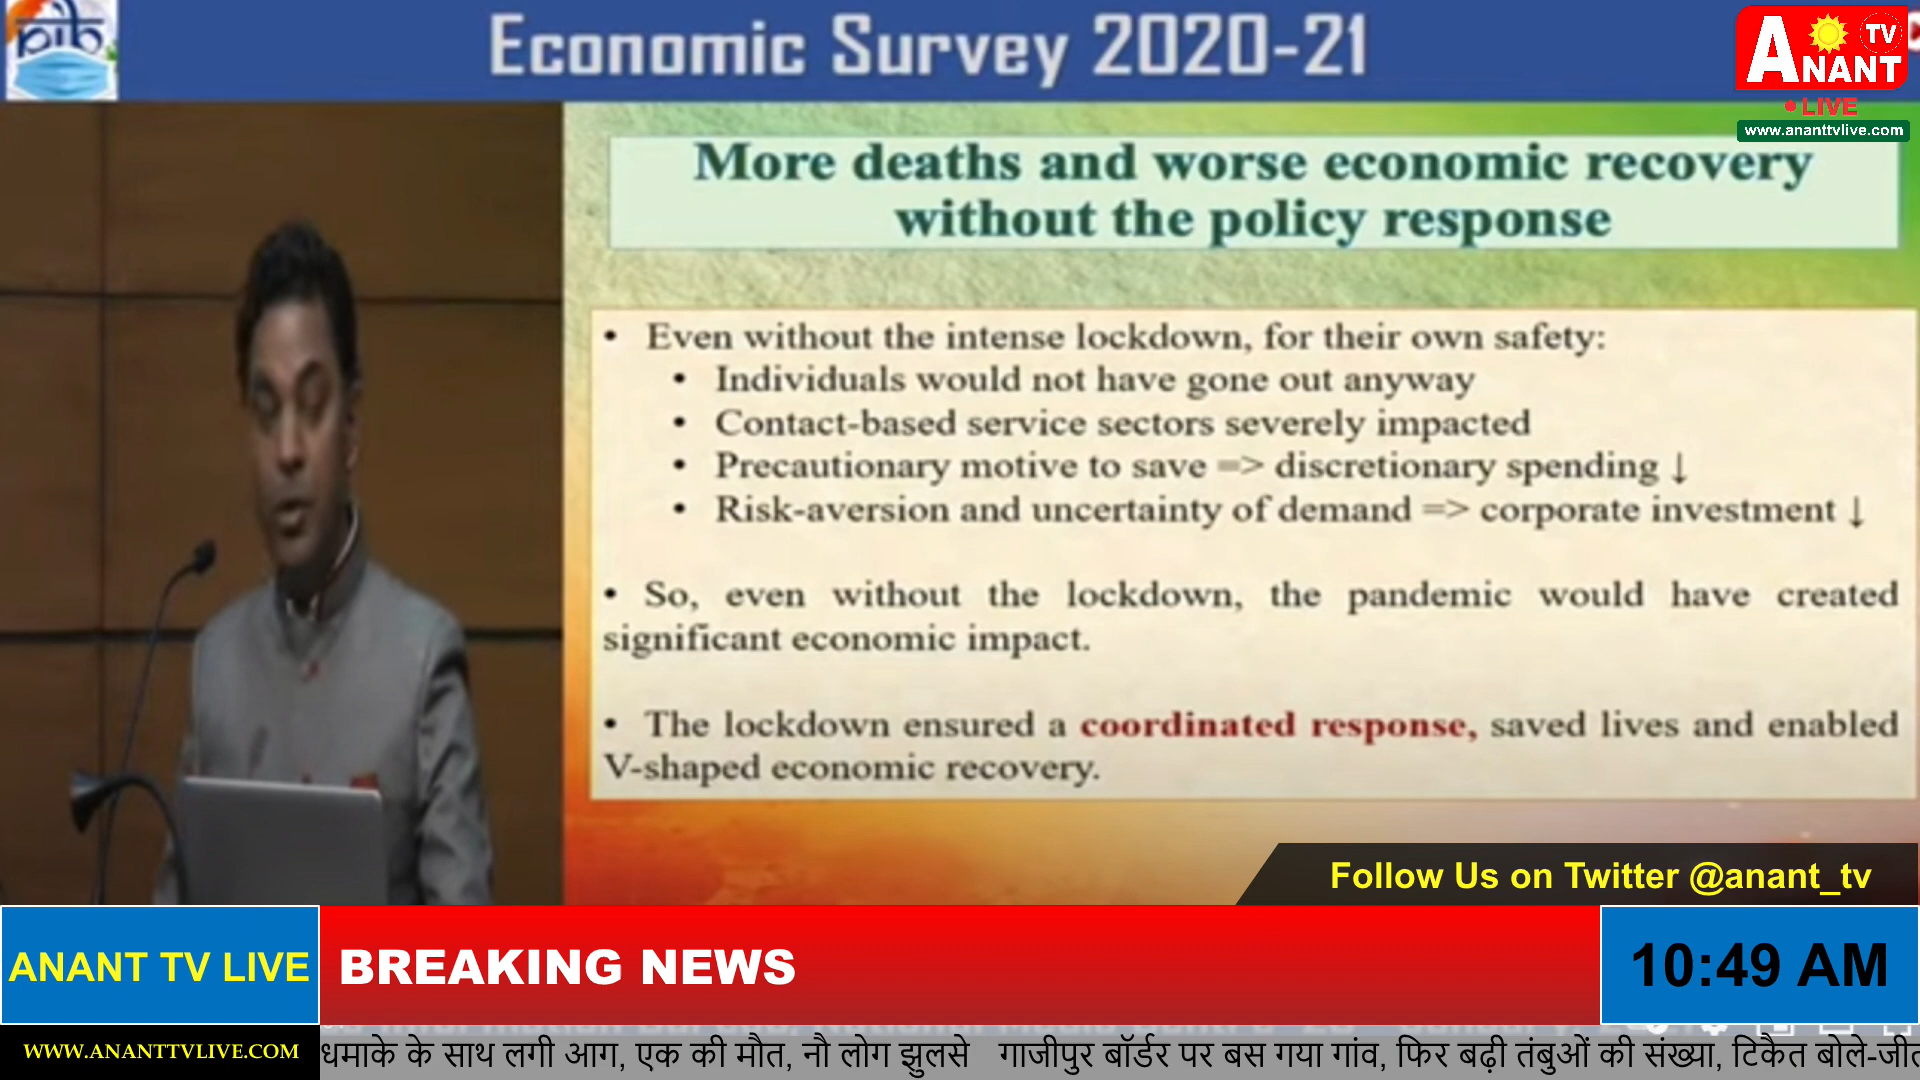 pib
Economic Survey 2020-21
ANANT TV
LIVE
www.ananttvlive.com
More deaths and worse economic recovery
without the policy response
• Even without the intense lockdown, for their own safety:
• Individuals would not have gone out anyway
• Contact-based service sectors severely impacted
• Precautionary motive to save => discretionary spending ↓
• Risk-aversion and uncertainty of demand => corporate investment ↓
• So, even without the lockdown, the pandemic would have created
significant economic impact.
• The lockdown ensured a coordinated response, saved lives and enabled
V-shaped economic recovery.
Follow Us on Twitter @anant_tv
ANANT TV LIVE
BREAKING NEWS
10:49 AM
WWW.ANANTTVLIVE.COM
धमाके के साथ लगी आग, एक की मौत, नौ लोग झुलसे गाजीपुर बॉर्डर पर बस गया गांव, फिर बढ़ी तंबुओं की संख्या, टिकैत बोले-जीत